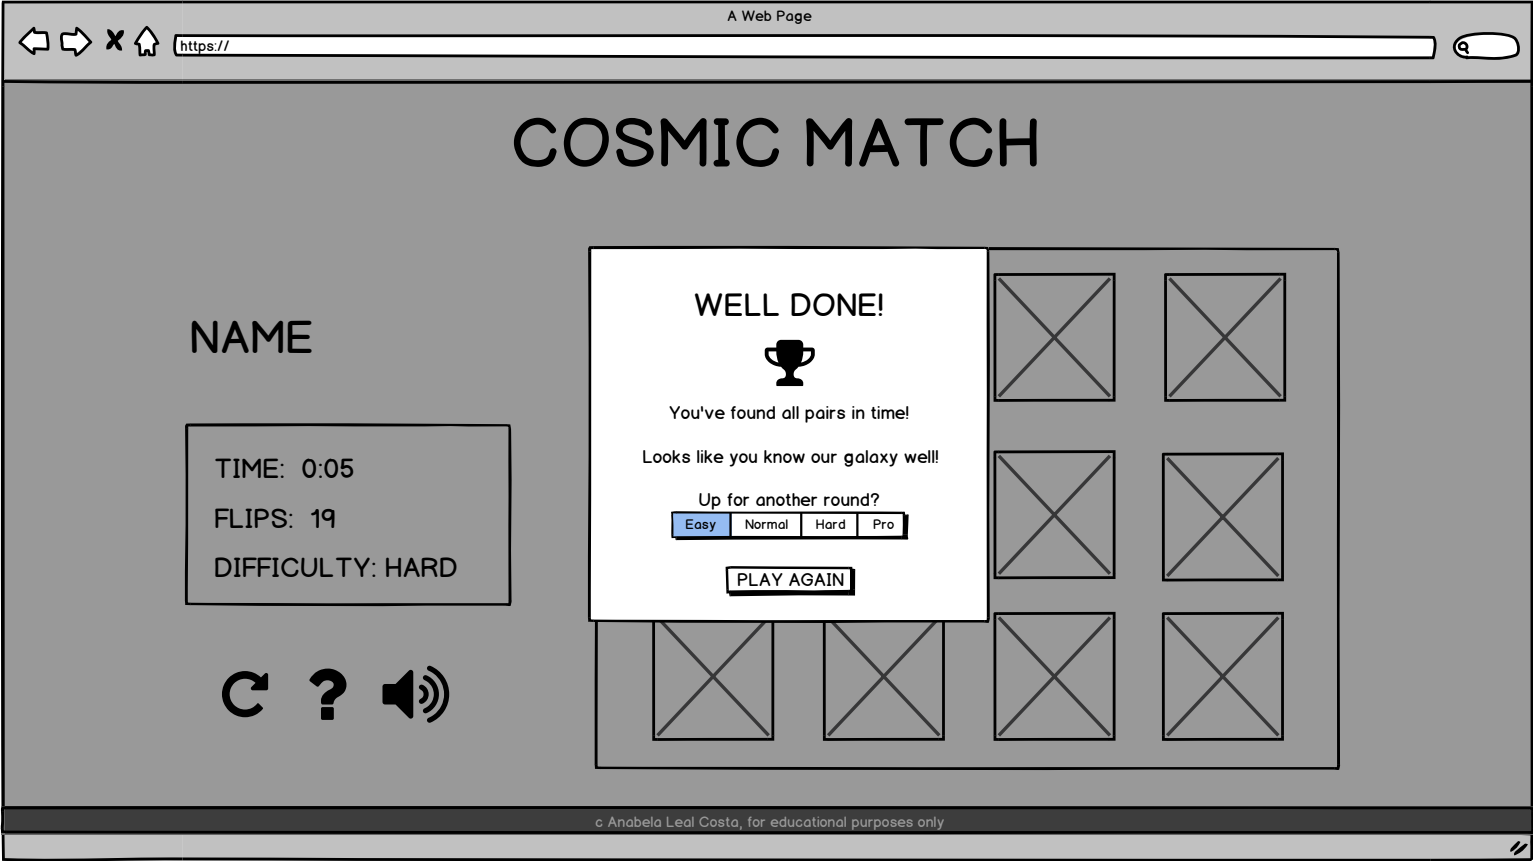 A Web Page
https://
COSMIC MATCH
NAME
TIME: 0:05
FLIPS: 19
DIFFICULTY: HARD
WELL DONE!
You've found all pairs in time!
Looks like you know our galaxy well!
Up for another round?
Easy Normal Hard Pro
PLAY AGAIN
c Anabela Leal Costa, for educational purposes only